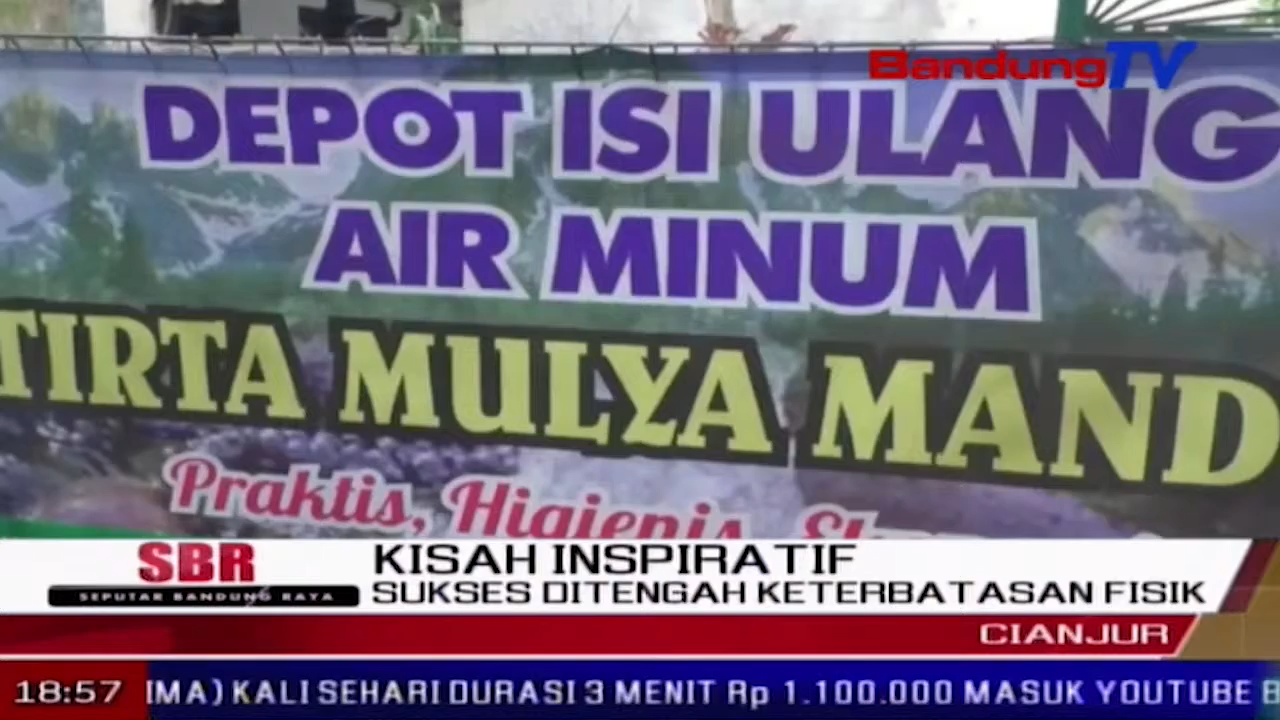 BandungTV
DEPOT ISI ULANG
AIR MINUM
TIRTA MULYA MAND
Praktis, Higienis,
SBR
SEPUTAR BANDUNG RAYA
KISAH INSPIRATIF
SUKSES DITENGAH KETERBATASAN FISIK
CIANJUR
18:57 IMA) KALI SEHARI DURASI 3 MENIT Rp 1.100.000 MASUK YOUTUBE B